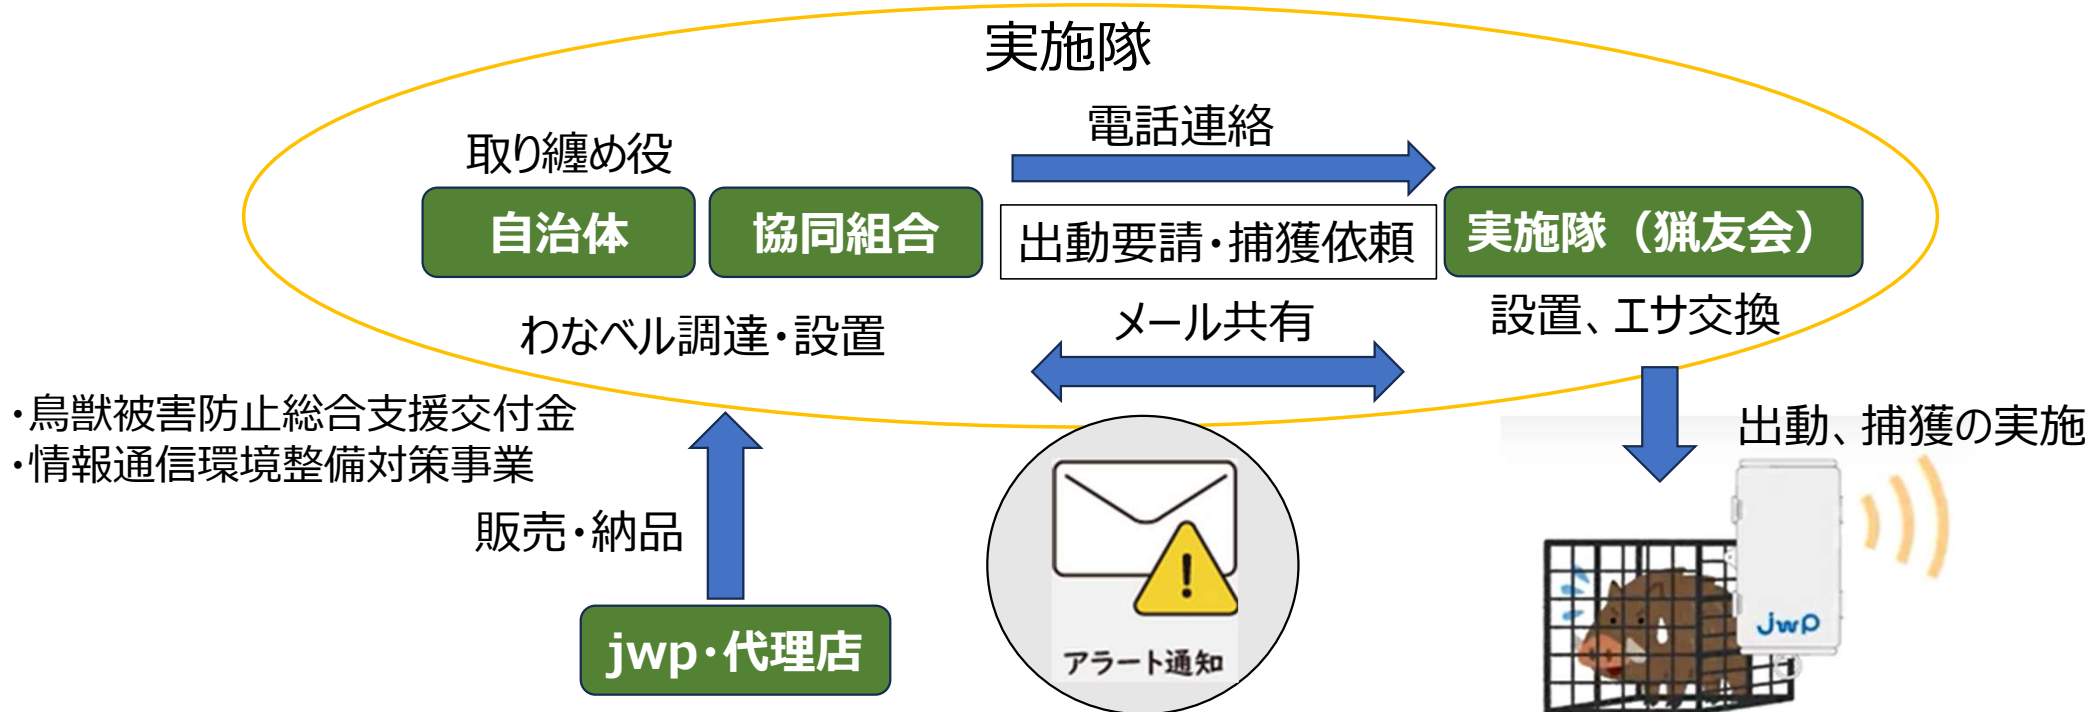 実施隊
取り纏め役
電話連絡
自治体
協同組合
出動要請・捕獲依頼
実施隊（猟友会）
わなベル調達・設置
メール共有
設置、エサ交換
・鳥獣被害防止総合支援交付金
・情報通信環境整備対策事業
出動、捕獲の実施
販売・納品
jwp・代理店
アラート通知
jwp